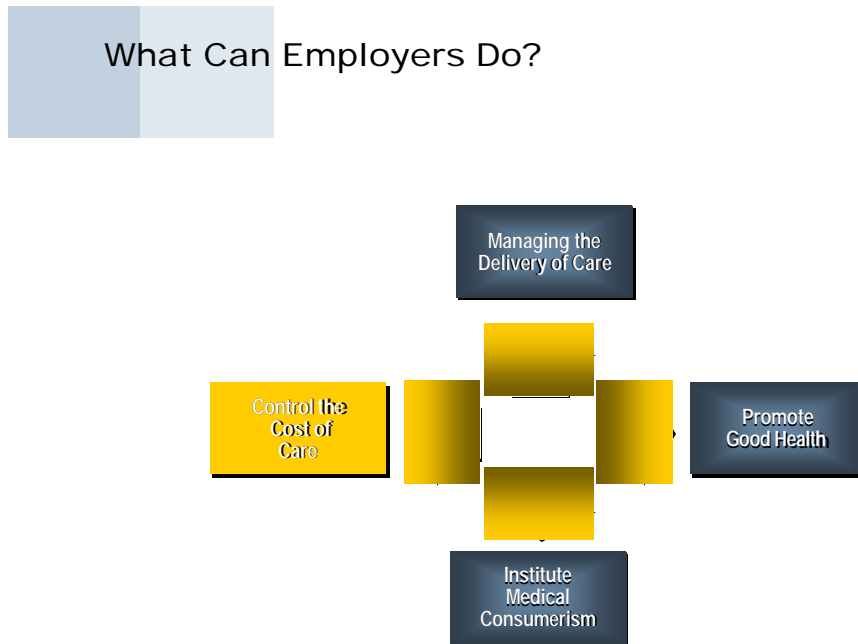 What Can Employers Do?
Managing the
Delivery of Care
Control the
Cost of
Care
Promote
Good Health
Institute
Medical
Consumerism